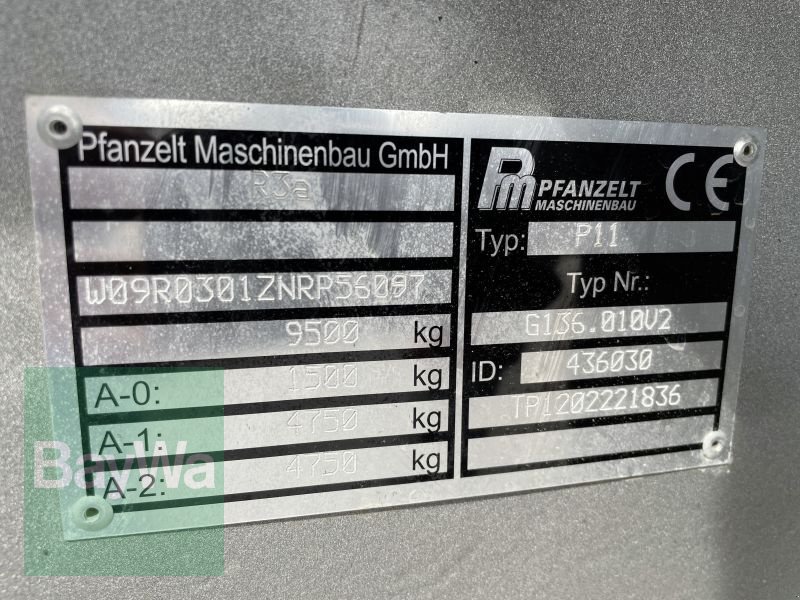 Pfanzelt Maschinenbau GmbH
R3a
W09R0301ZNRP56097
9500 kg
A-0: 1500 kg
A-1: 4750 kg
A-2: 4750 kg
Pm PFANZELT
MASCHINENBAU
CE
Typ: P11
Typ Nr.:
G136.010V2
ID: 436030
TP1202221836
BayWa